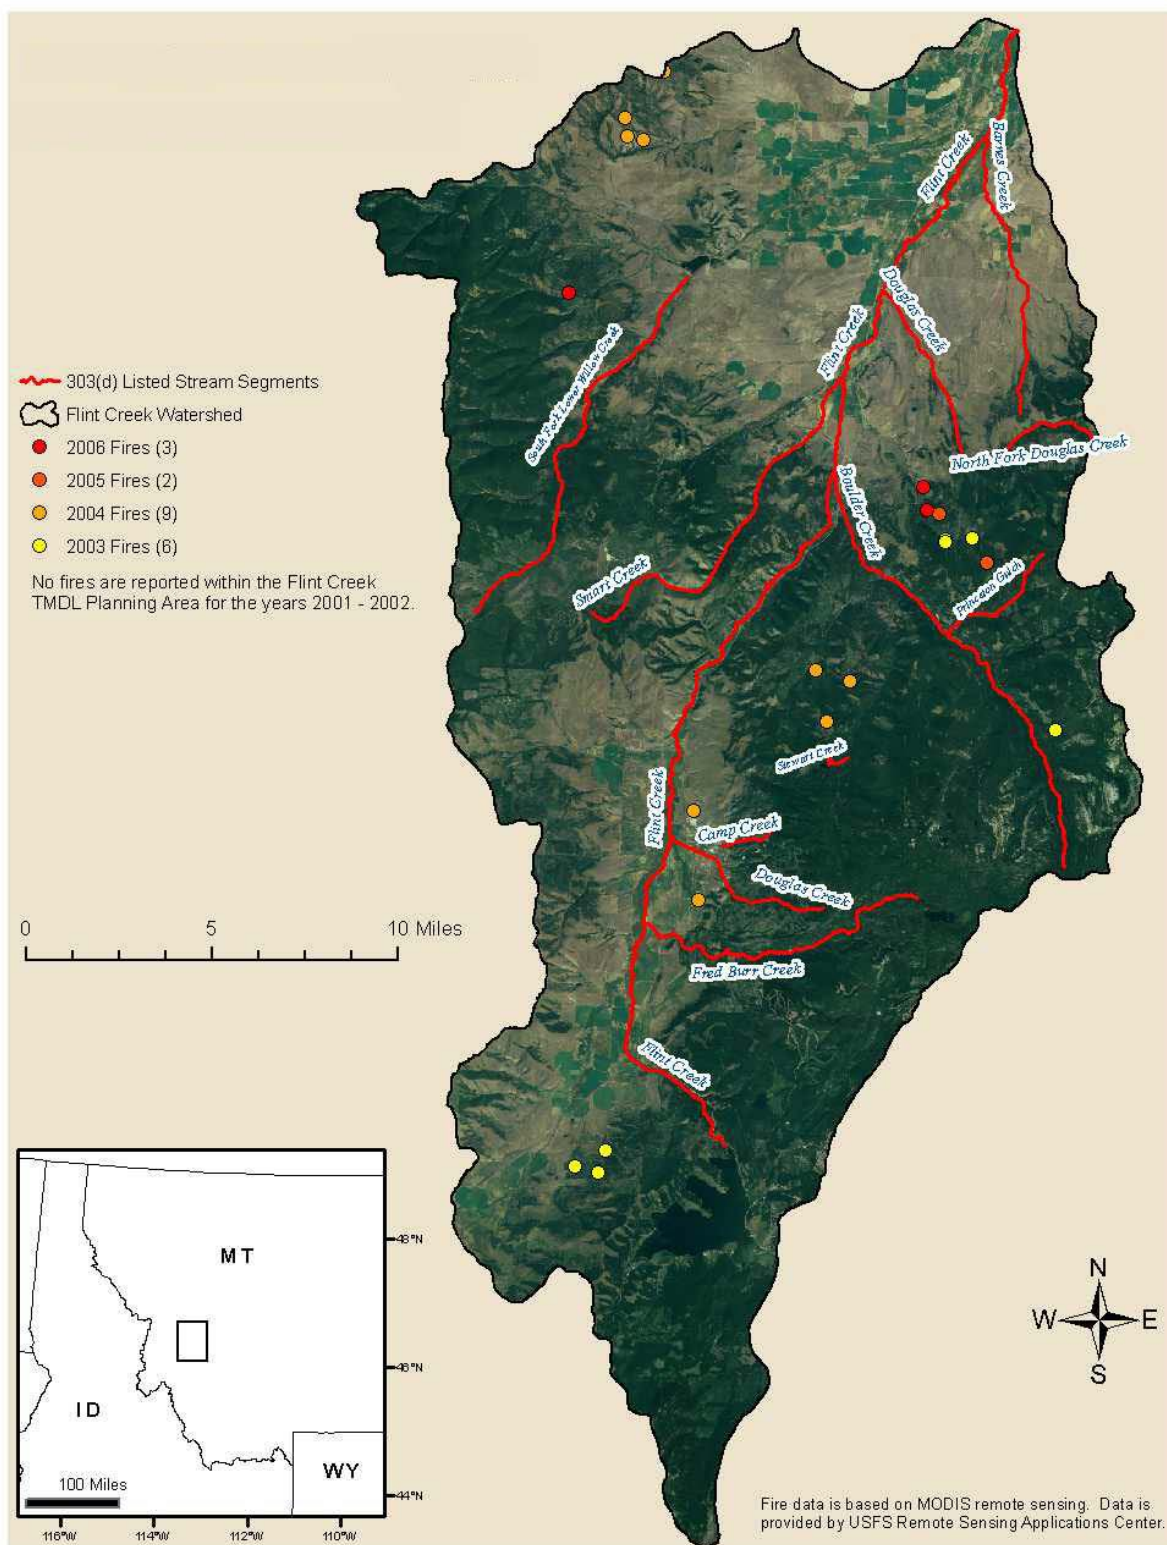 Barnes Creek
Flint Creek
Douglas Creek
Flint Creek
South Fork Lower Willow Creek
303(d) Listed Stream Segments
Flint Creek Watershed
2006 Fires (3)
2005 Fires (2)
2004 Fires (9)
2003 Fires (6)
No fires are reported within the Flint Creek
TMDL Planning Area for the years 2001 - 2002.
North Fork Douglas Creek
Boulder Creek
Smart Creek
Princeton Gulch
Stewart Creek
Flint Creek
Camp Creek
Douglas Creek
0 5 10 Miles
Fred Burr Creek
Flint Creek
MT
ID
WY
100 Miles
48°N
46°N
44°N
116°W 114°W 112°W 110°W
N
W E
S
Fire data is based on MODIS remote sensing. Data is
provided by USFS Remote Sensing Applications Center.